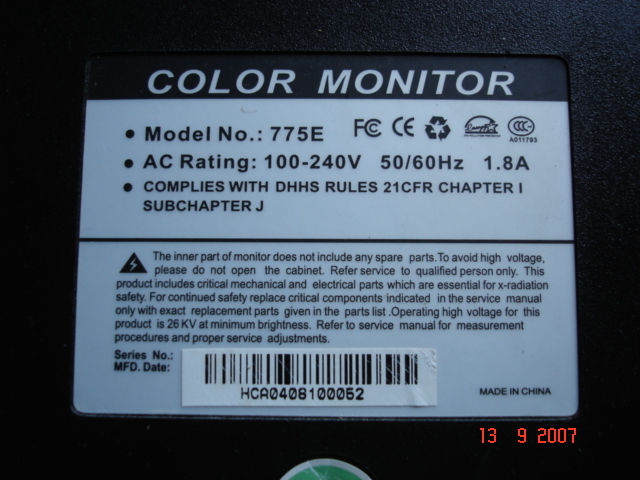 COLOR MONITOR
• Model No.: 775E FC CE CCC
A011793
• AC Rating: 100-240V 50/60Hz 1.8A
• COMPLIES WITH DHHS RULES 21CFR CHAPTER I
SUBCHAPTER J
The inner part of monitor does not include any spare parts.To avoid high voltage,
please do not open the cabinet. Refer service to qualified person only. This
product includes critical mechanical and electrical parts which are essential for x-radiation
safety. For continued safety replace critical components indicated in the service manual
only with exact replacement parts given in the parts list .Operating high voltage for this
product is 26 KV at minimum brightness. Refer to service manual for measurement
procedures and proper service adjustments.
Series No.:
MFD. Date:
HCA0408100052
MADE IN CHINA
13 9 2007